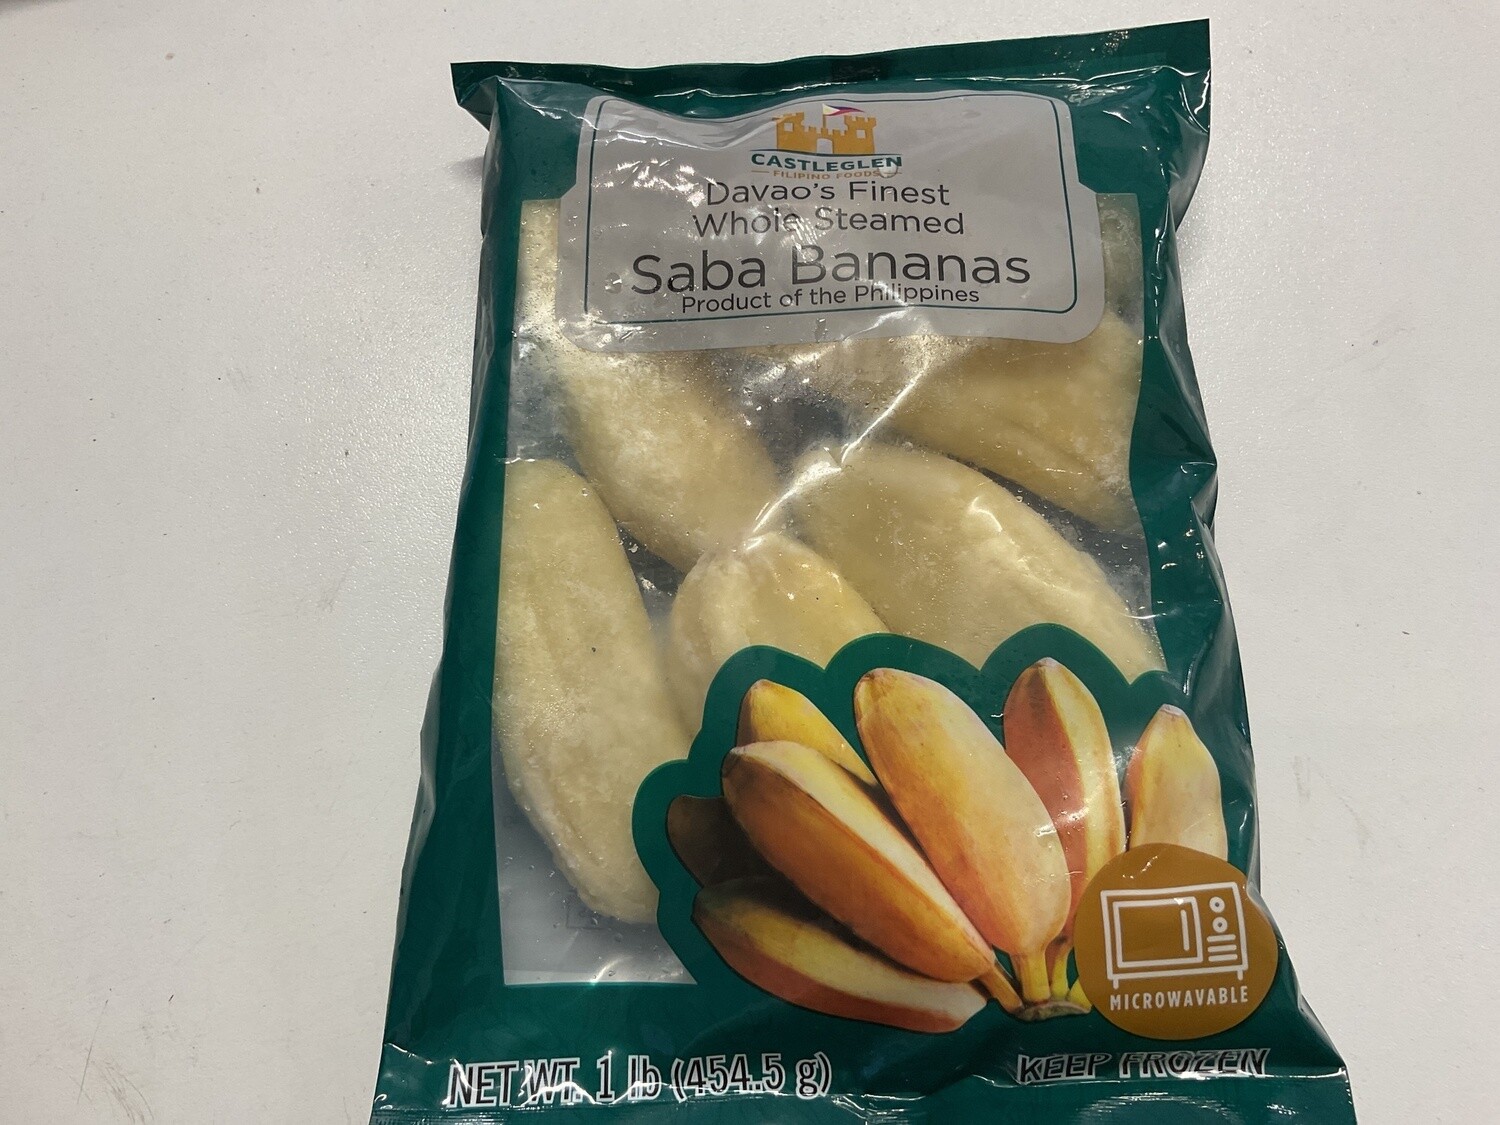 CASTLEGLEN
FILIPINO FOODS
Davao's Finest
Whole Steamed
Saba Bananas
Product of the Philippines
MICROWAVABLE
NET WT. 1 lb (454.5 g)
KEEP FROZEN